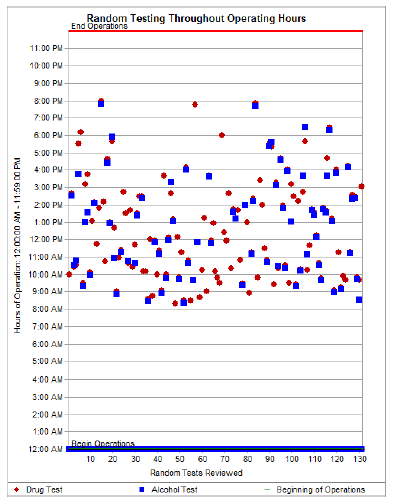 Random Testing Throughout Operating Hours
End Operations
11:00 PM
10:00 PM
9:00 PM
8:00 PM
7:00 PM
6:00 PM
5:00 PM
4:00 PM
3:00 PM
2:00 PM
1:00 PM
12:00 PM
11:00 AM
10:00 AM
9:00 AM
8:00 AM
7:00 AM
6:00 AM
5:00 AM
4:00 AM
3:00 AM
2:00 AM
1:00 AM
12:00 AM
Hours of Operation: 12:00:00 AM - 11:59:00 PM
Begin Operations
10 20 30 40 50 60 70 80 90 100 110 120 130
Random Tests Reviewed
Drug Test Alcohol Test Beginning of Operations